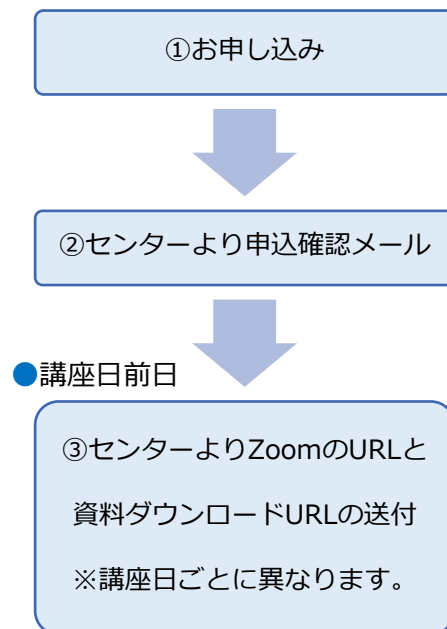 ①お申し込み
②センターより申込確認メール
●講座日前日
③センターよりZoomのURLと
資料ダウンロードURLの送付
※講座日ごとに異なります。